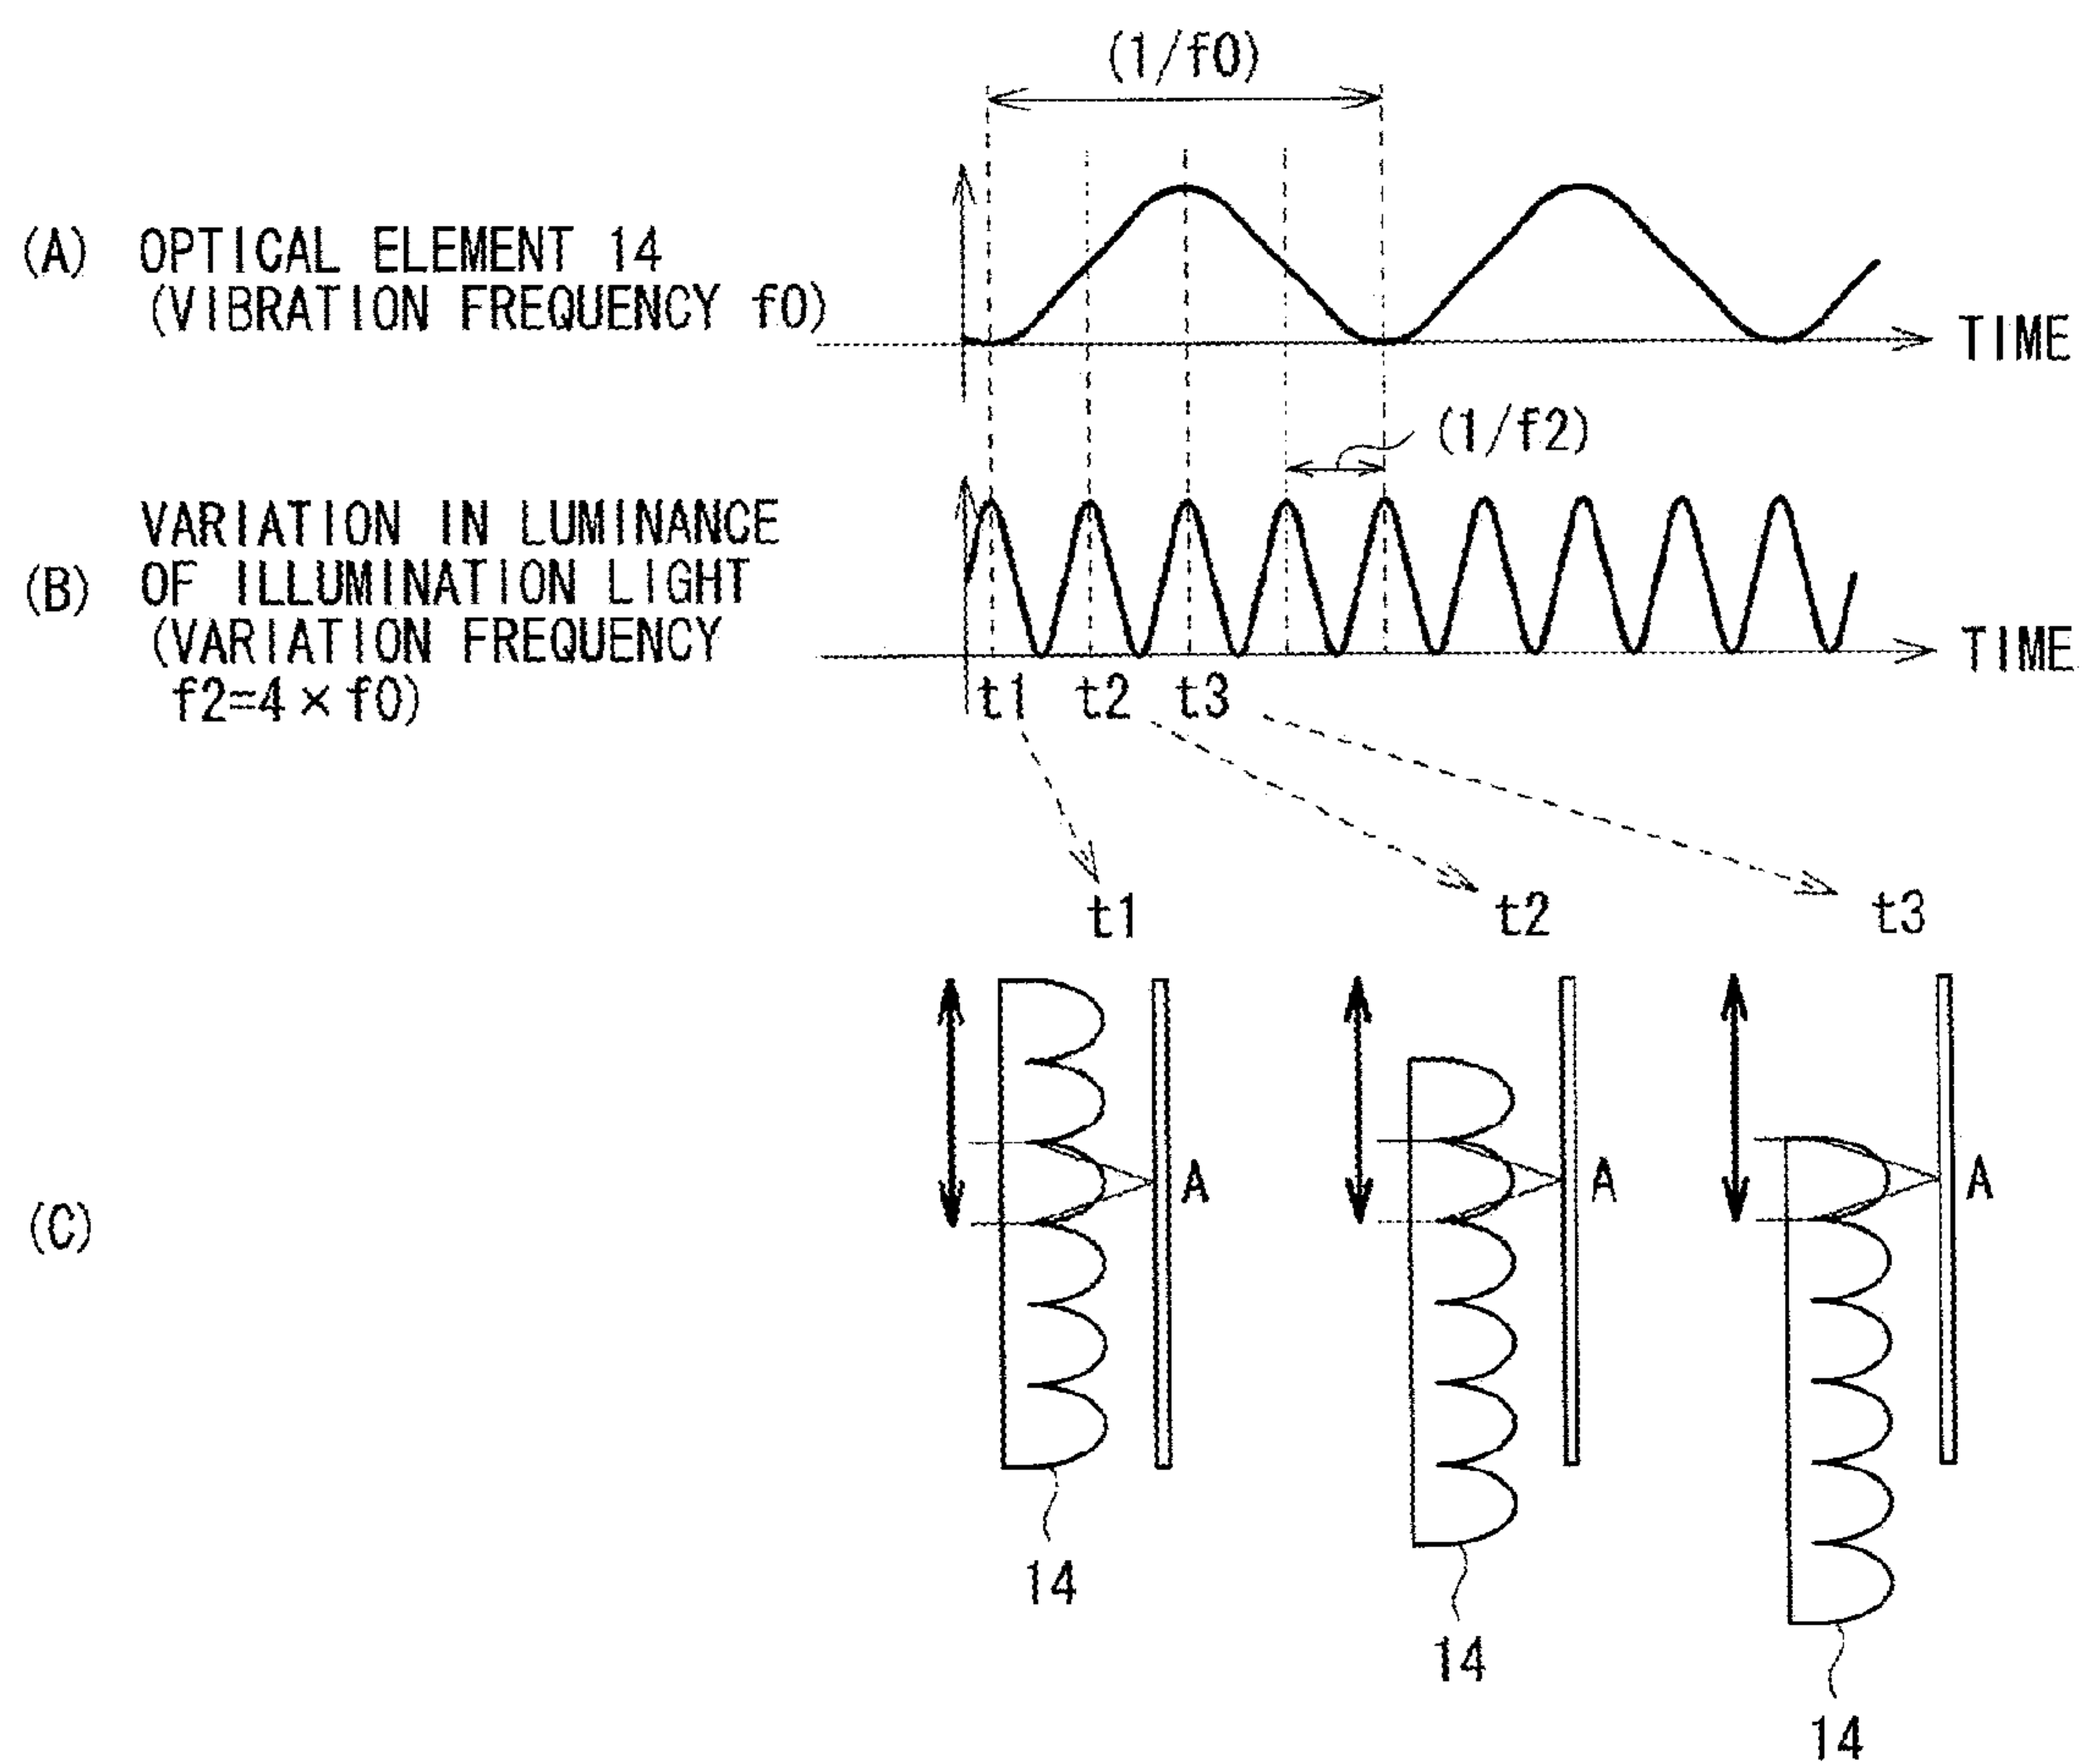 (1/f0)
(A) OPTICAL ELEMENT 14
(VIBRATION FREQUENCY f0)
TIME
(1/f2)
VARIATION IN LUMINANCE
(B) OF ILLUMINATION LIGHT
(VARIATION FREQUENCY
f2=4×f0)
TIME
t1 t2 t3
t1 t2 t3
(C)
A A A
14
14
14